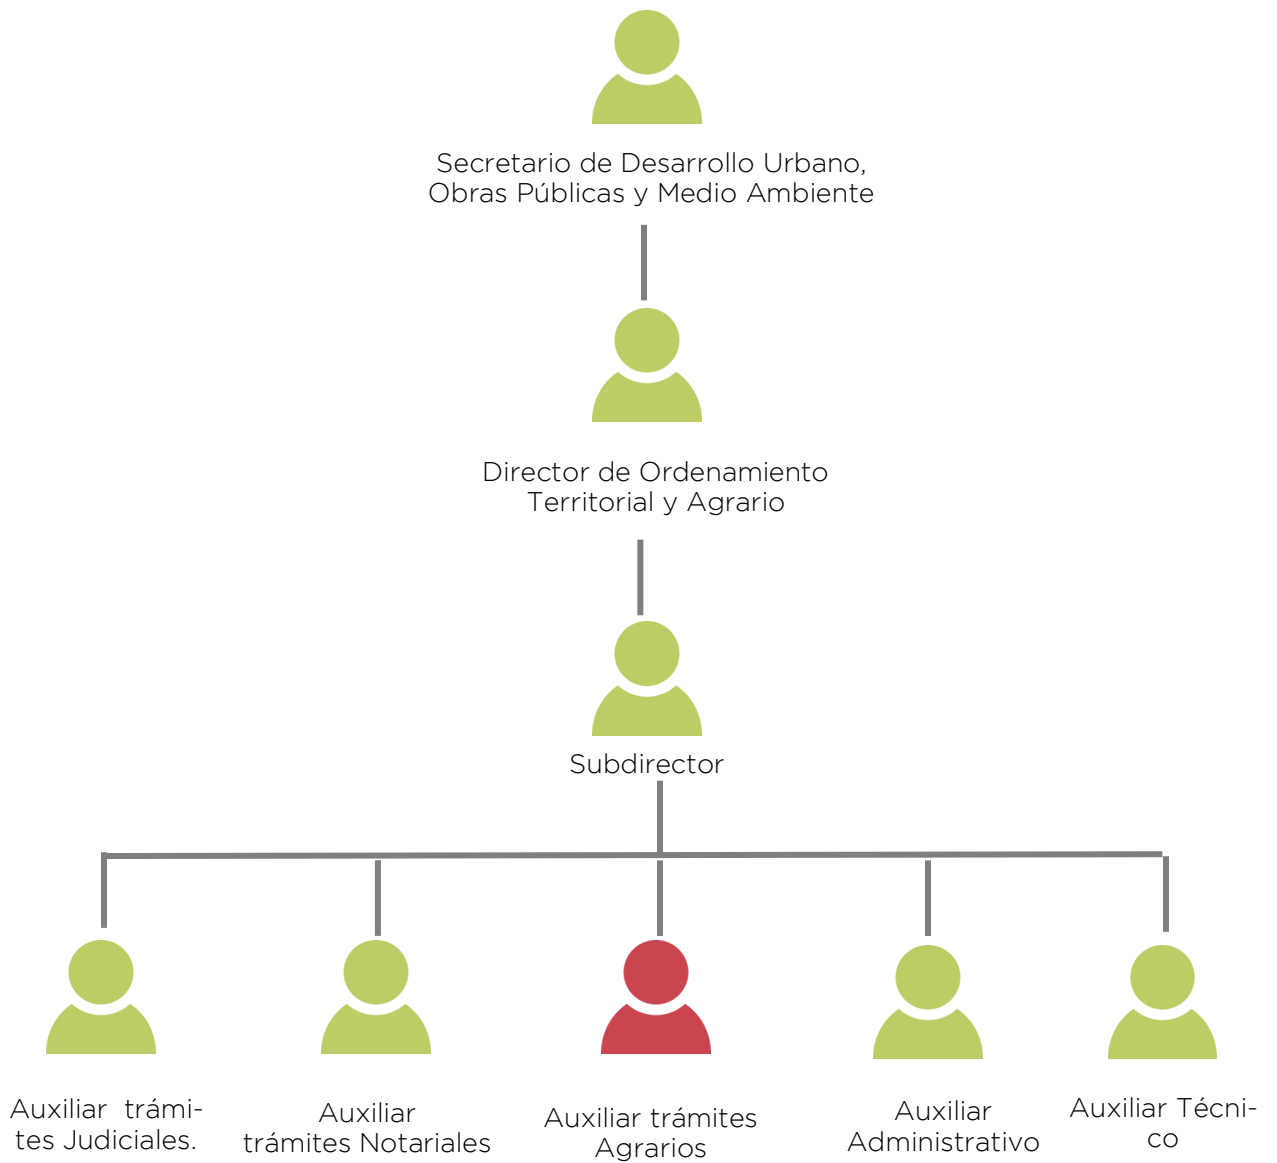 Secretario de Desarrollo Urbano,
Obras Públicas y Medio Ambiente
Director de Ordenamiento
Territorial y Agrario
Subdirector
Auxiliar trámi-
tes Judiciales.
Auxiliar
trámites Notariales
Auxiliar trámites
Agrarios
Auxiliar
Administrativo
Auxiliar Técni-
co